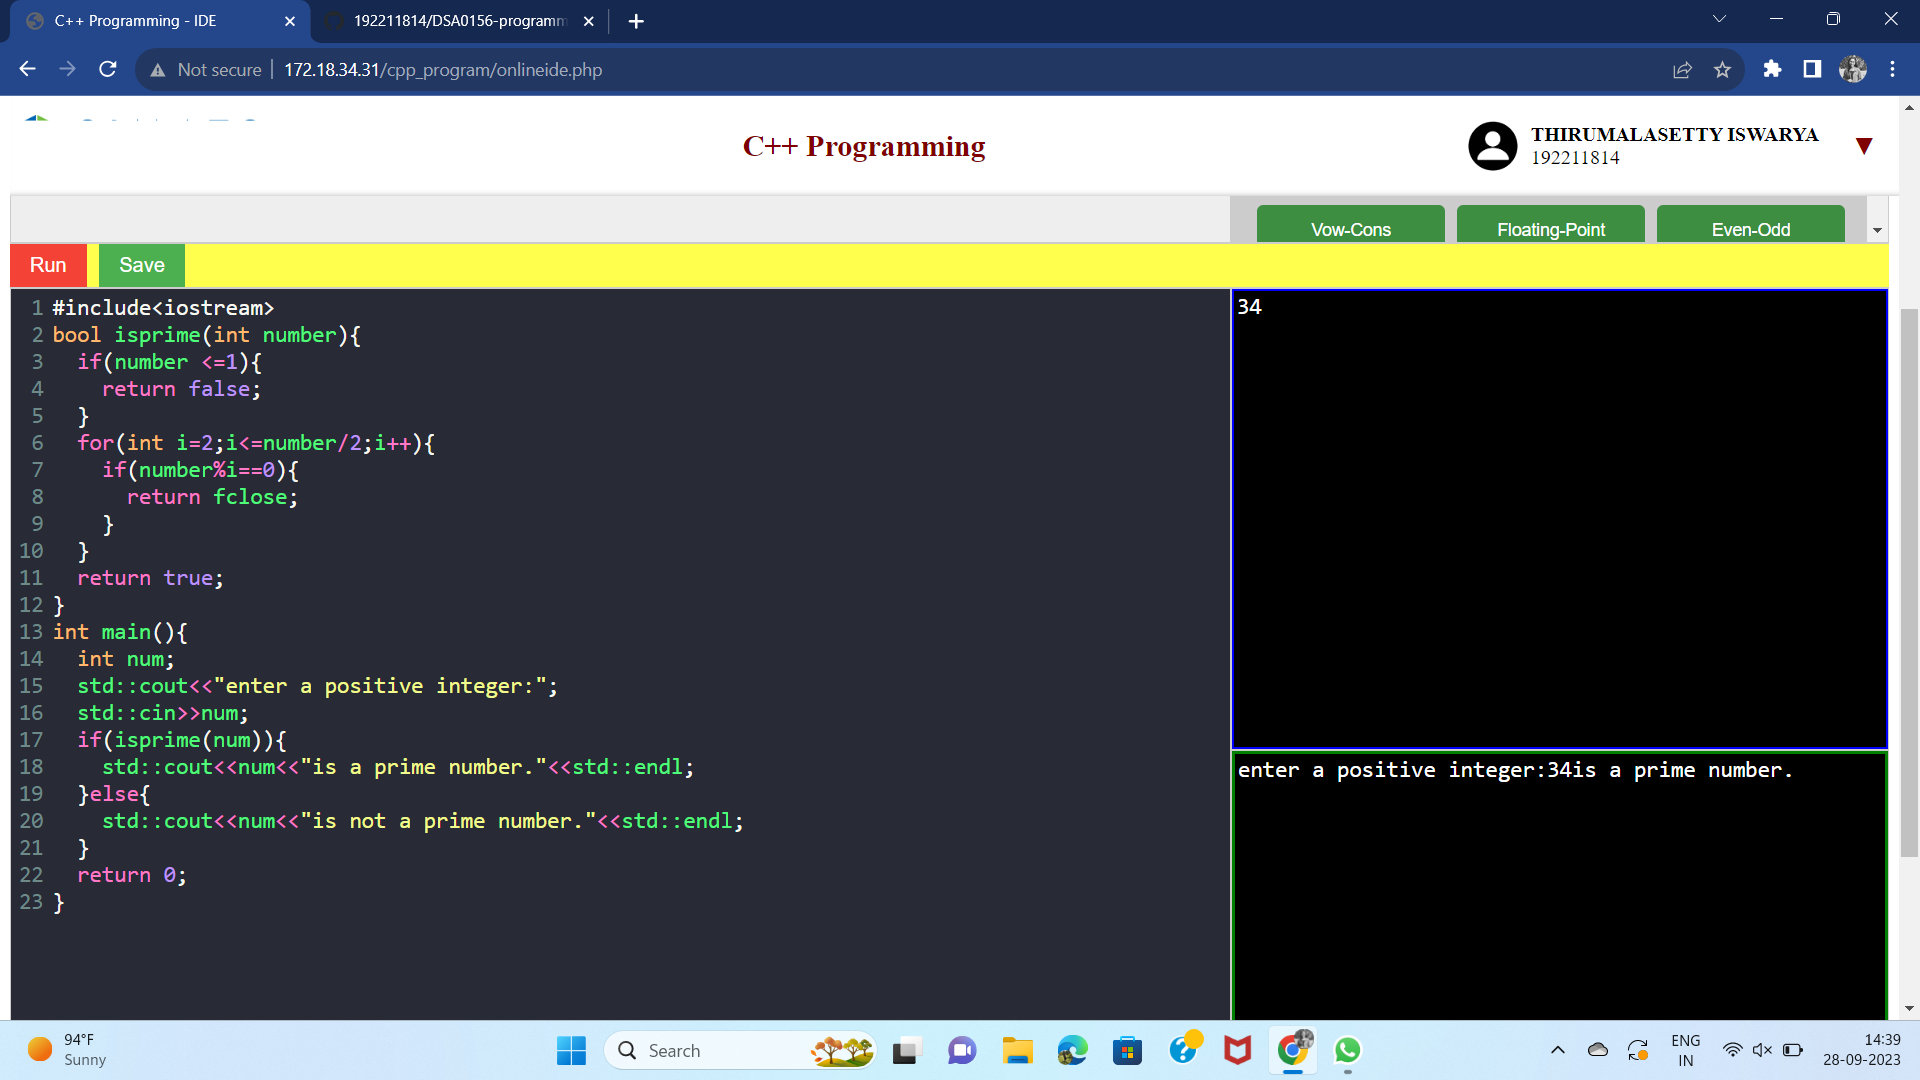 C++ Programming - IDE
192211814/DSA0156-programm
Not secure
172.18.34.31/cpp_program/onlineide.php
C++ Programming
THIRUMALASETTY ISWARYA
192211814
Vow-Cons Floating-Point Even-Odd
Run Save
1 #include<iostream>
2 bool isprime(int number){
3 if(number <=1){
4 return false;
5 }
6 for(int i=2;i<=number/2;i++){
7 if(number%i==0){
8 return fclose;
9 }
10 }
11 return true;
12 }
13 int main(){
14 int num;
15 std::cout<<"enter a positive integer:";
16 std::cin>>num;
17 if(isprime(num)){
18 std::cout<<num<<"is a prime number."<<std::endl;
19 }else{
20 std::cout<<num<<"is not a prime number."<<std::endl;
21 }
22 return 0;
23 }
34
enter a positive integer:34is a prime number.
94°F
Sunny
Search
ENG
IN
14:39
28-09-2023